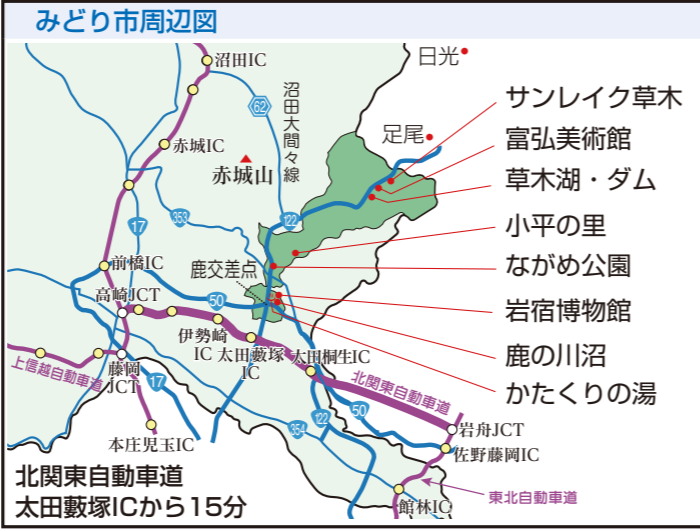 みどり市周辺図
沼田IC
日光
62
沼田大間々線
サンレイク草木
足尾
富弘美術館
赤城IC
赤城山
草木湖・ダム
17
353
122
小平の里
前橋IC
鹿交差点
ながめ公園
高崎JCT
50
岩宿博物館
伊勢崎
IC
太田藪塚
IC
太田桐生IC
鹿の川沼
上信越自動車道
藤岡
JCT
17
北関東自動車道
かたくりの湯
122
50
354
本庄児玉IC
岩舟JCT
佐野藤岡IC
北関東自動車道
太田藪塚ICから15分
館林IC
東北自動車道